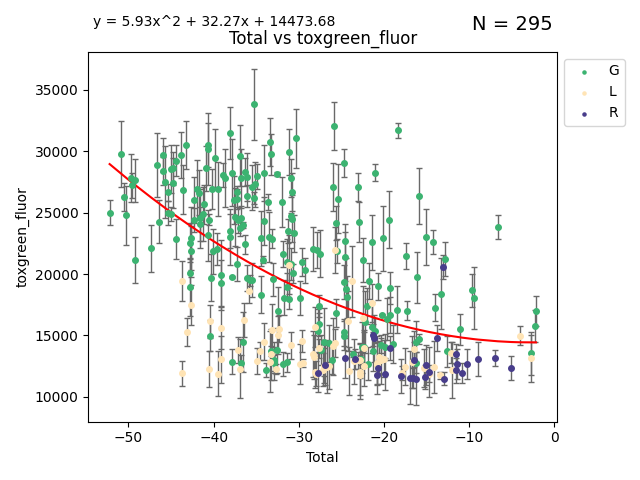 y = 5.93x^2 + 32.27x + 14473.68
N = 295
Total vs toxgreen_fluor
G
L
R
toxgreen_fluor
35000
30000
25000
20000
15000
10000
−50
−40
−30
−20
−10
0
Total